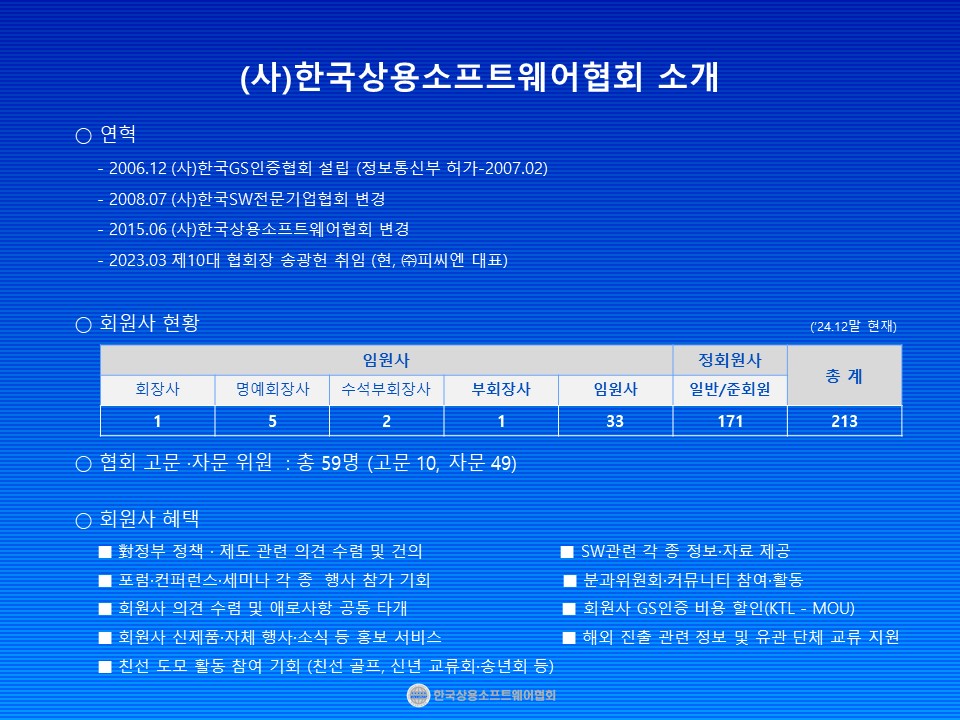 (사)한국상용소프트웨어협회 소개
○ 연혁
- 2006.12 (사)한국GS인증협회 설립 (정보통신부 허가-2007.02)
- 2008.07 (사)한국SW전문기업협회 변경
- 2015.06 (사)한국상용소프트웨어협회 변경
- 2023.03 제10대 협회장 송광헌 취임 (현, ㈜피씨엔 대표)
○ 회원사 현황
('24.12말 현재)
임원사 정회원사 총 계
회장사 명예회장사 수석부회장사 부회장사 임원사 일반/준회원
1 5 2 1 33 171 213
○ 협회 고문 ·자문 위원 : 총 59명 (고문 10, 자문 49)
○ 회원사 혜택
■ 對정부 정책 · 제도 관련 의견 수렴 및 건의
■ SW관련 각 종 정보·자료 제공
■ 포럼·컨퍼런스·세미나 각 종 행사 참가 기회
■ 분과위원회·커뮤니티 참여·활동
■ 회원사 의견 수렴 및 애로사항 공동 타개
■ 회원사 GS인증 비용 할인(KTL - MOU)
■ 회원사 신제품·자체 행사·소식 등 홍보 서비스
■ 해외 진출 관련 정보 및 유관 단체 교류 지원
■ 친선 도모 활동 참여 기회 (친선 골프, 신년 교류회·송년회 등)
한국상용소프트웨어협회